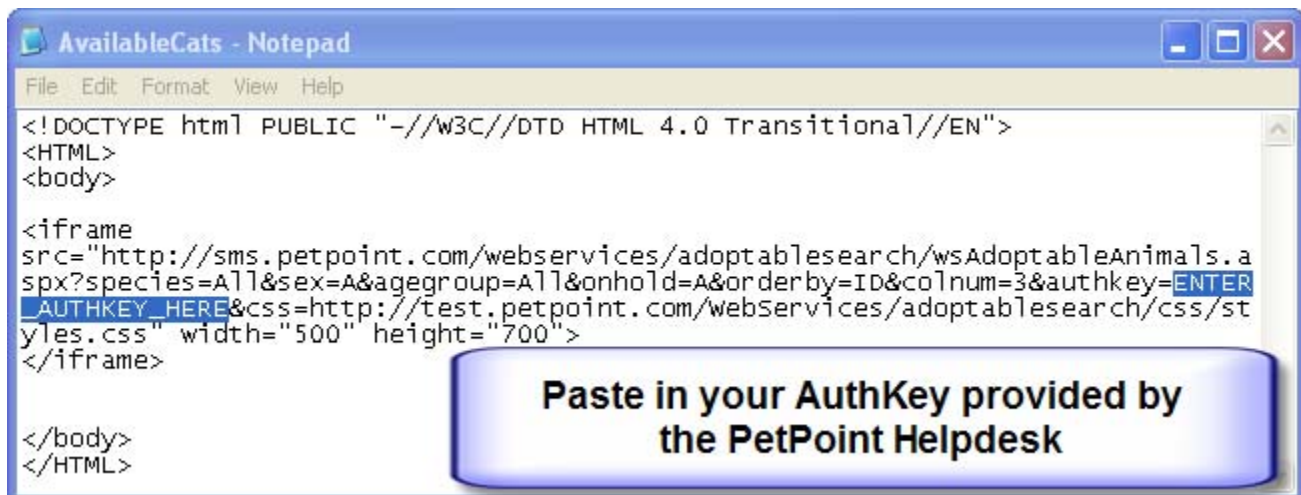 AvailableCats - Notepad
File Edit Format View Help
<!DOCTYPE html PUBLIC "-//W3C//DTD HTML 4.0 Transitional//EN">
<HTML>
<body>
<iframe
src="http://sms.petpoint.com/webservices/adoptablesearch/wsAdoptableAnimals.a
spx?species=All&sex=A&agegroup=All&onhold=A&orderby=ID&colnum=3&authkey=ENTER
_AUTHKEY_HERE&css=http://test.petpoint.com/webServices/adoptablesearch/css/st
yles.css" width="500" height="700">
</iframe>
Paste in your AuthKey provided by
the PetPoint Helpdesk
</body>
</HTML>